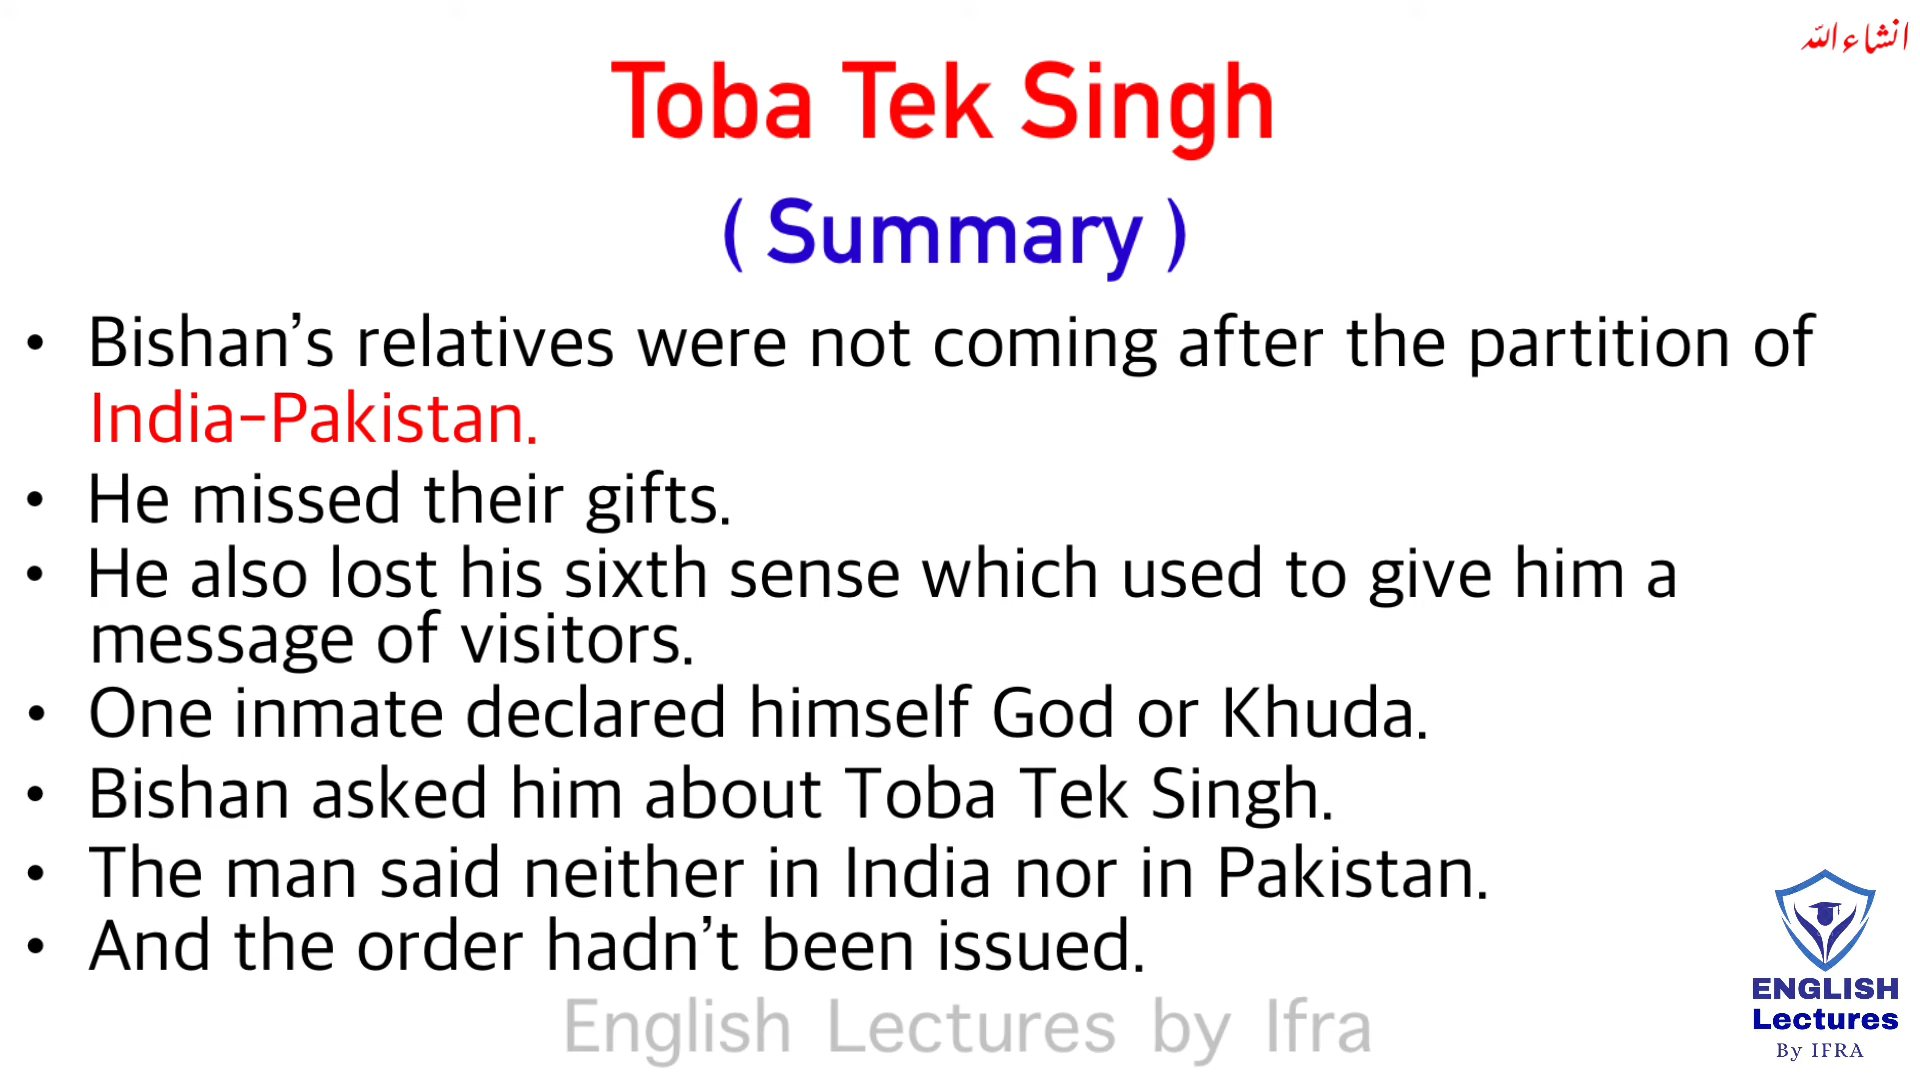 انشاء اللہ
Toba Tek Singh
( Summary )
• Bishan’s relatives were not coming after the partition of
India-Pakistan.
• He missed their gifts.
• He also lost his sixth sense which used to give him a
message of visitors.
• One inmate declared himself God or Khuda.
• Bishan asked him about Toba Tek Singh.
• The man said neither in India nor in Pakistan.
• And the order hadn’t been issued.
English Lectures by Ifra
ENGLISH
Lectures
By IFRA